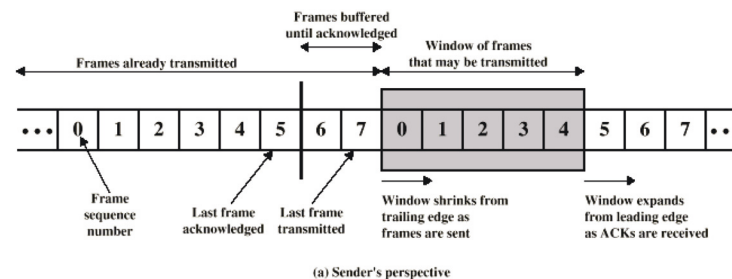 Frames buffered
until acknowledged
Window of frames
that may be transmitted
Frames already transmitted
••• 0 1 2 3 4 5 6 7 0 1 2 3 4 5 6 7 ••
Frame
sequence
number
Last frame
acknowledged
Last frame
transmitted
Window shrinks from
trailing edge as
frames are sent
Window expands
from leading edge
as ACKs are received
(a) Sender's perspective